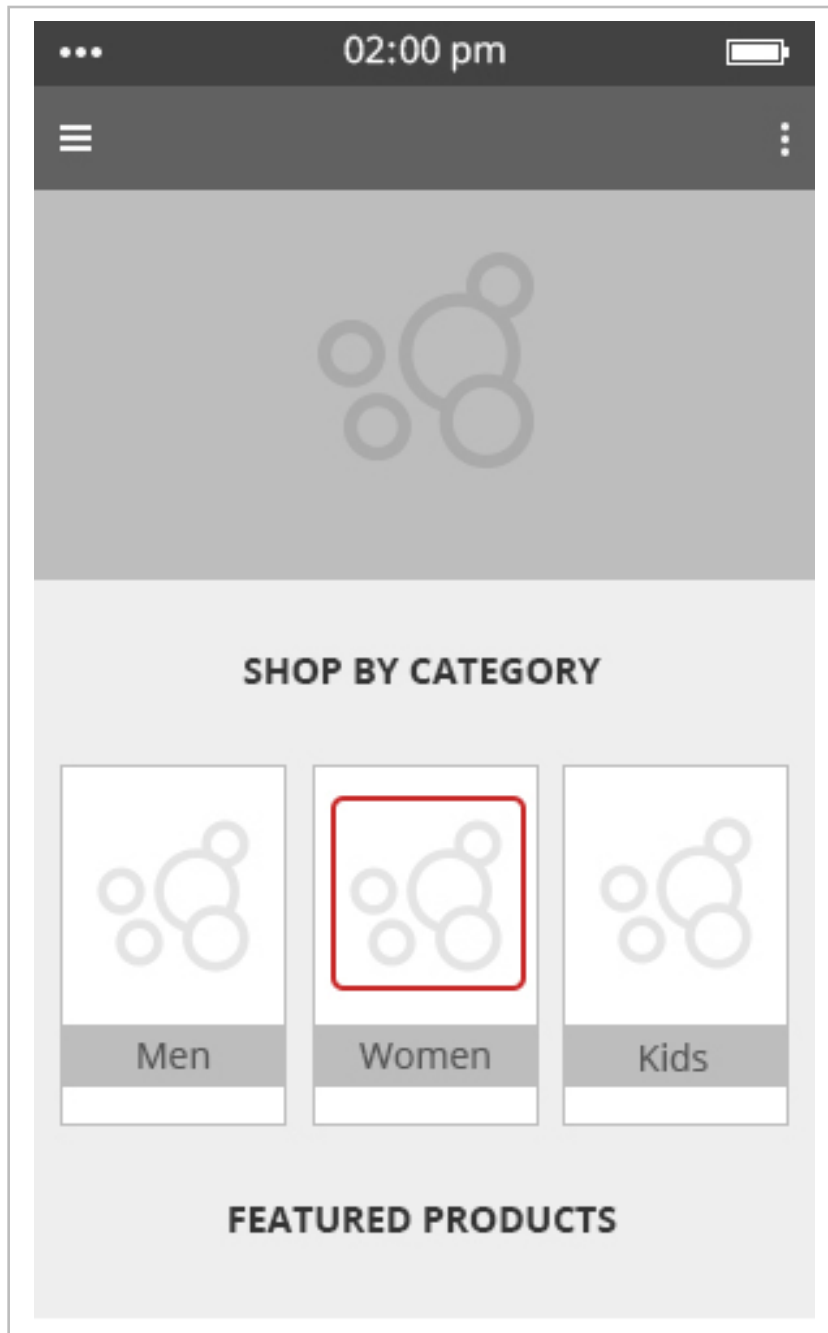 02:00 pm
SHOP BY CATEGORY
Men
Women
Kids
FEATURED PRODUCTS